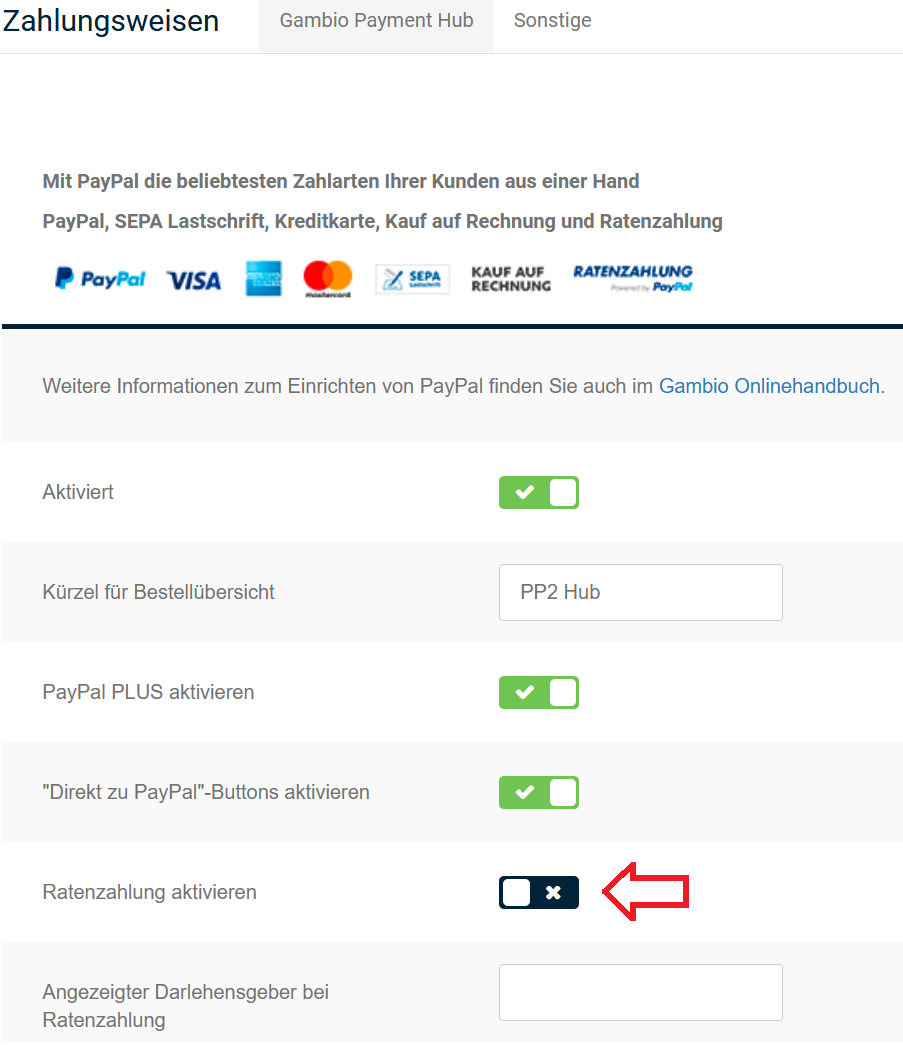 Zahlungsweisen
Gambio Payment Hub
Sonstige
Mit PayPal die beliebtesten Zahlarten Ihrer Kunden aus einer Hand
PayPal, SEPA Lastschrift, Kreditkarte, Kauf auf Rechnung und Ratenzahlung
PayPal
VISA
mastercard
SEPA
Lastschrift
KAUF AUF
RECHNUNG
RATENZAHLUNG
Powered by PayPal
Weitere Informationen zum Einrichten von PayPal finden Sie auch im Gambio Onlinehandbuch.
Aktiviert
Kürzel für Bestellübersicht
PP2 Hub
PayPal PLUS aktivieren
"Direkt zu PayPal"-Buttons aktivieren
Ratenzahlung aktivieren
Angezeigter Darlehensgeber bei
Ratenzahlung